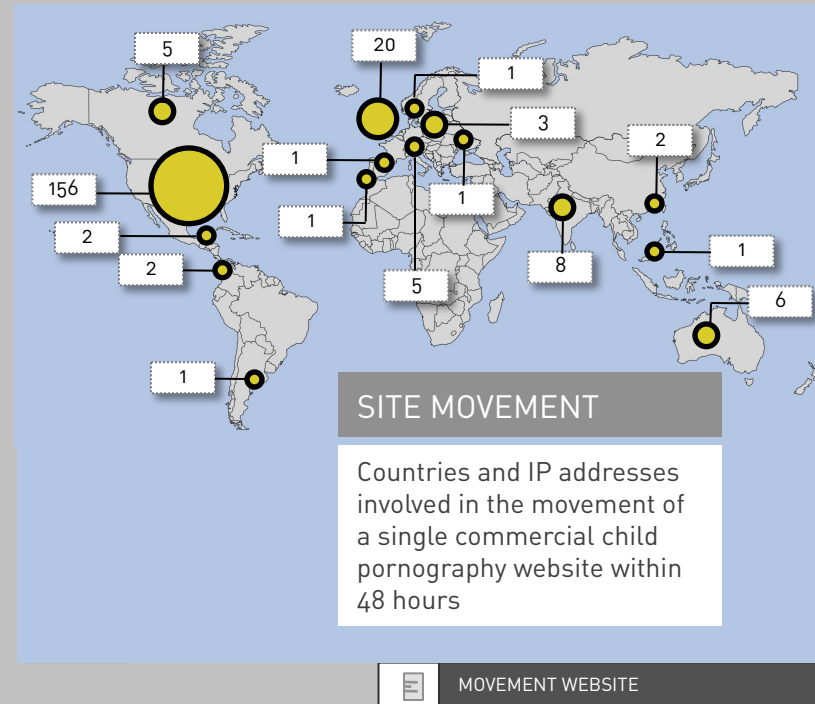 5
20
1
3
2
1
156
1
1
2
2
8
1
5
6
1
SITE MOVEMENT
Countries and IP addresses
involved in the movement of
a single commercial child
pornography website within
48 hours
MOVEMENT WEBSITE